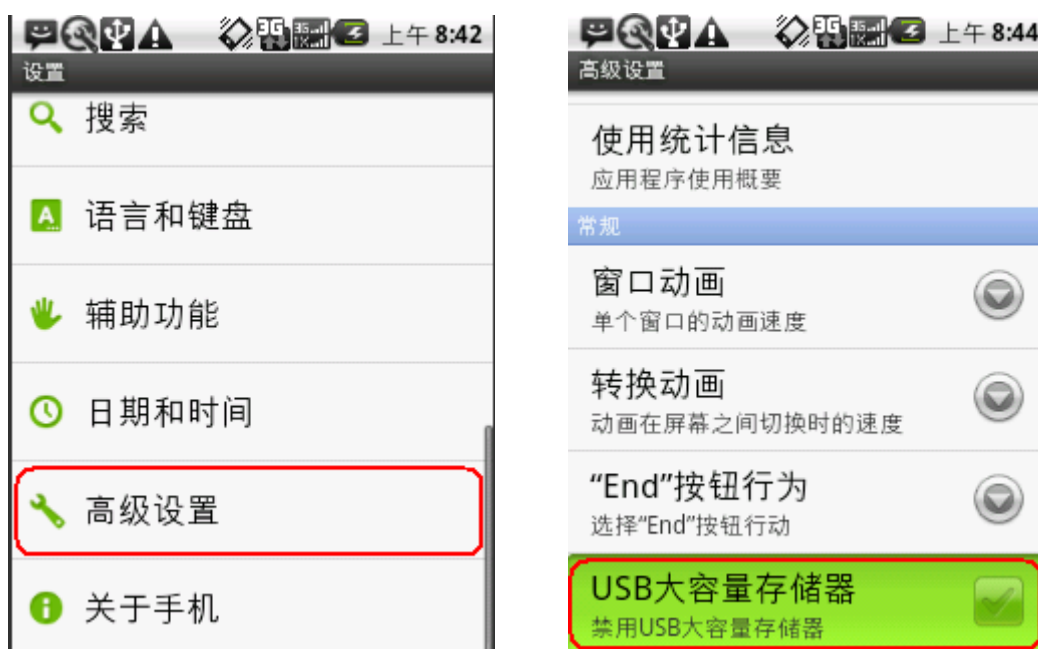 上午 8:42
设置
搜索
语言和键盘
辅助功能
日期和时间
高级设置
关于手机
上午 8:44
高级设置
使用统计信息
应用程序使用概要
常规
窗口动画
单个窗口的动画速度
转换动画
动画在屏幕之间切换时的速度
“End”按钮行为
选择“End”按钮行动
USB大容量存储器
禁用USB大容量存储器